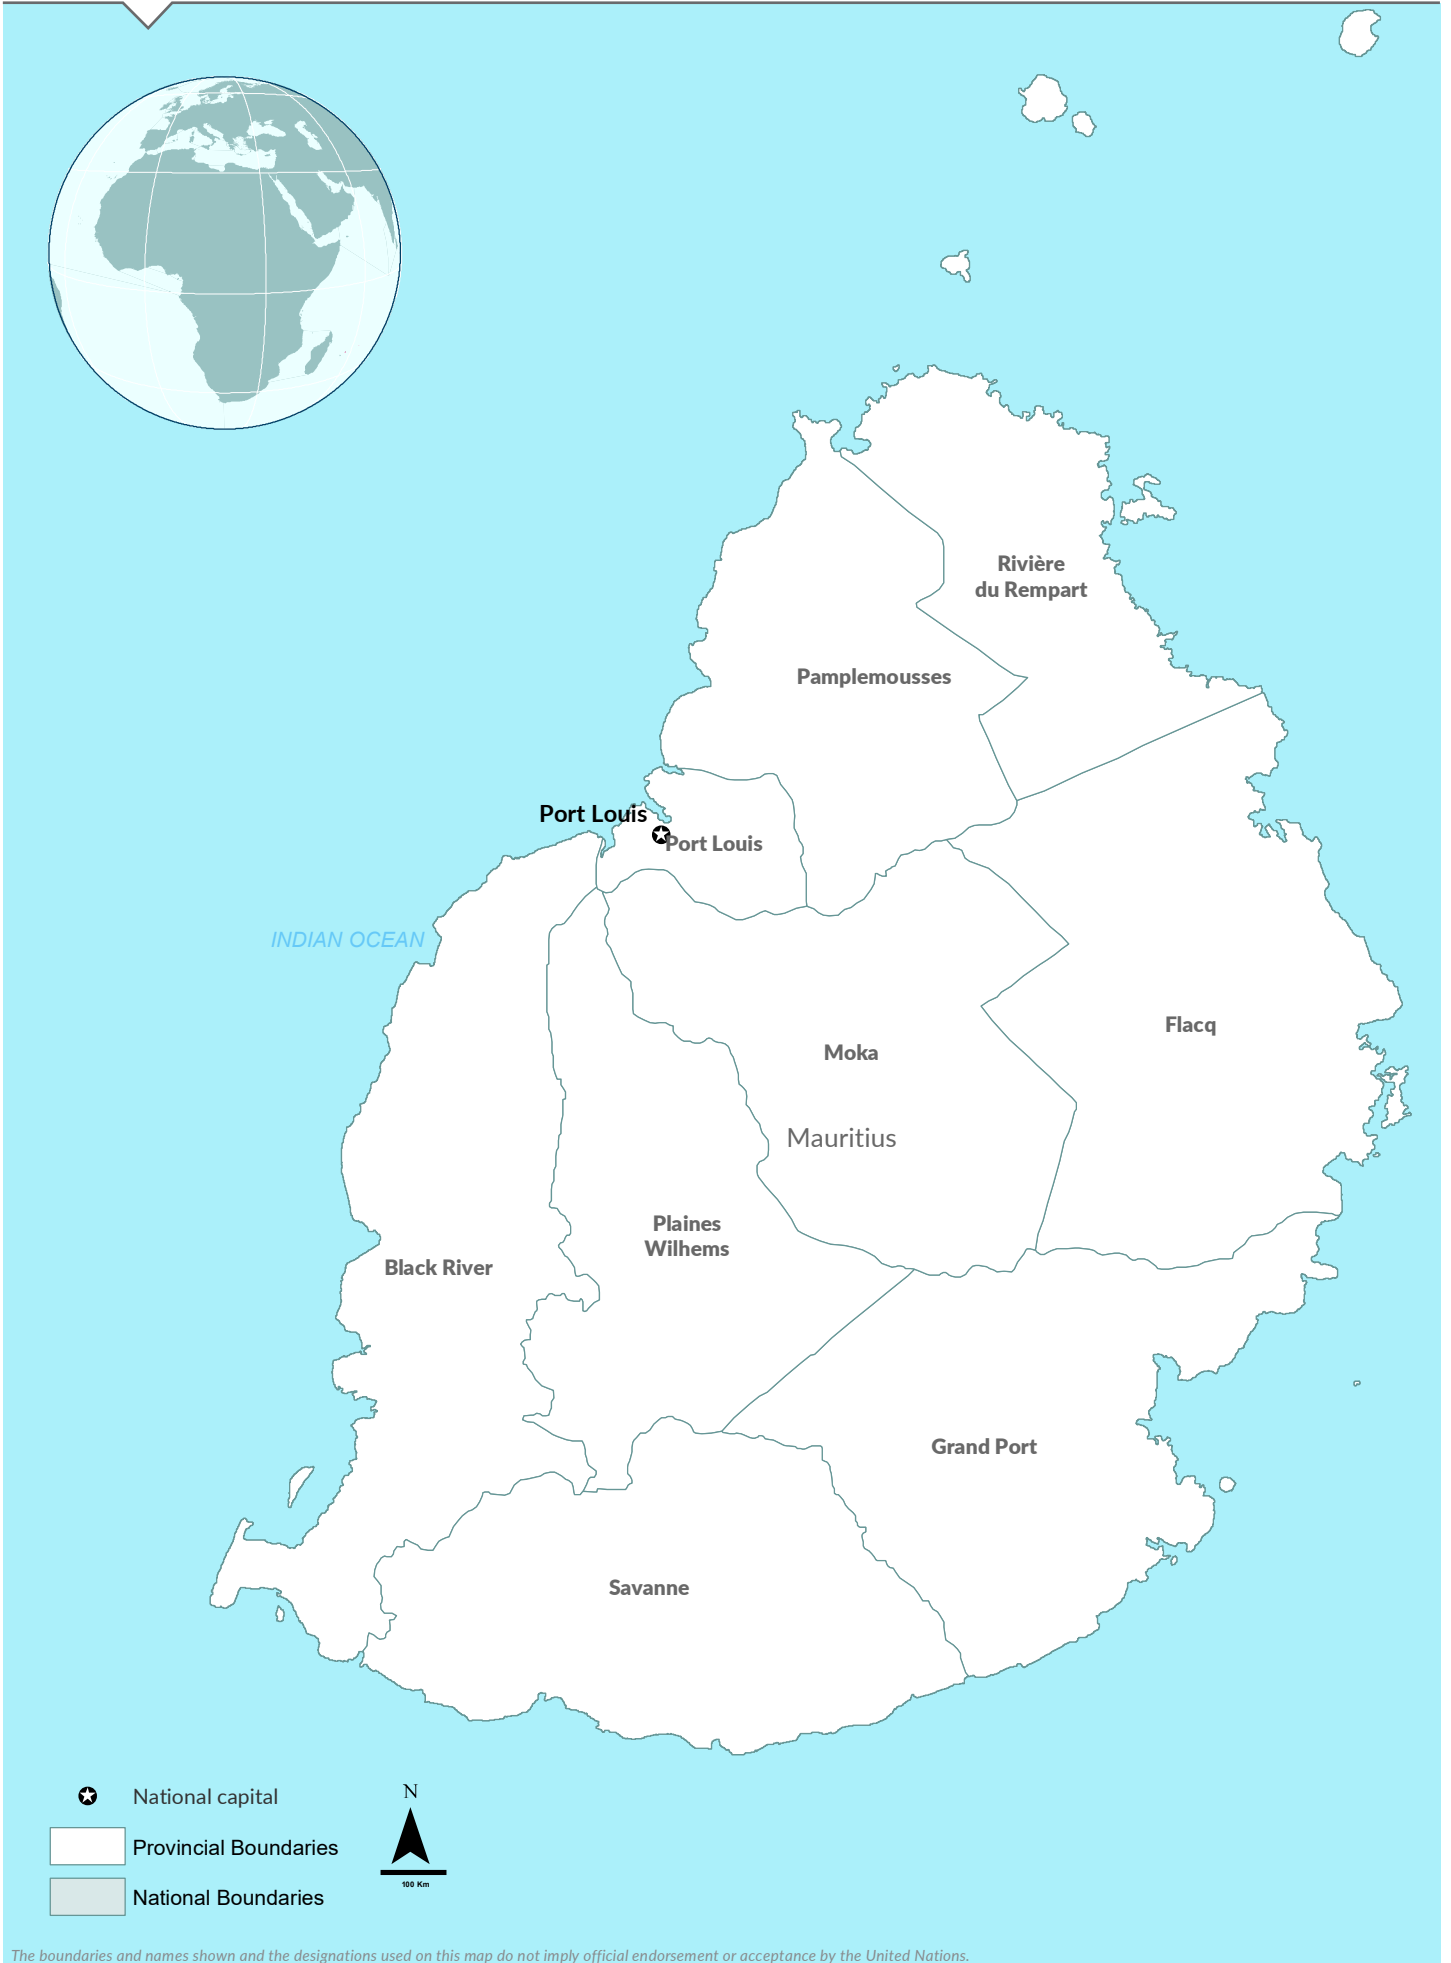 Rivière
du Rempart
Pamplemousses
Port Louis
Port Louis
INDIAN OCEAN
Flacq
Moka
Mauritius
Plaines
Wilhems
Black River
Grand Port
Savanne
National capital
N
Provincial Boundaries
100 Km
National Boundaries
The boundaries and names shown and the designations used on this map do not imply official endorsement or acceptance by the United Nations.